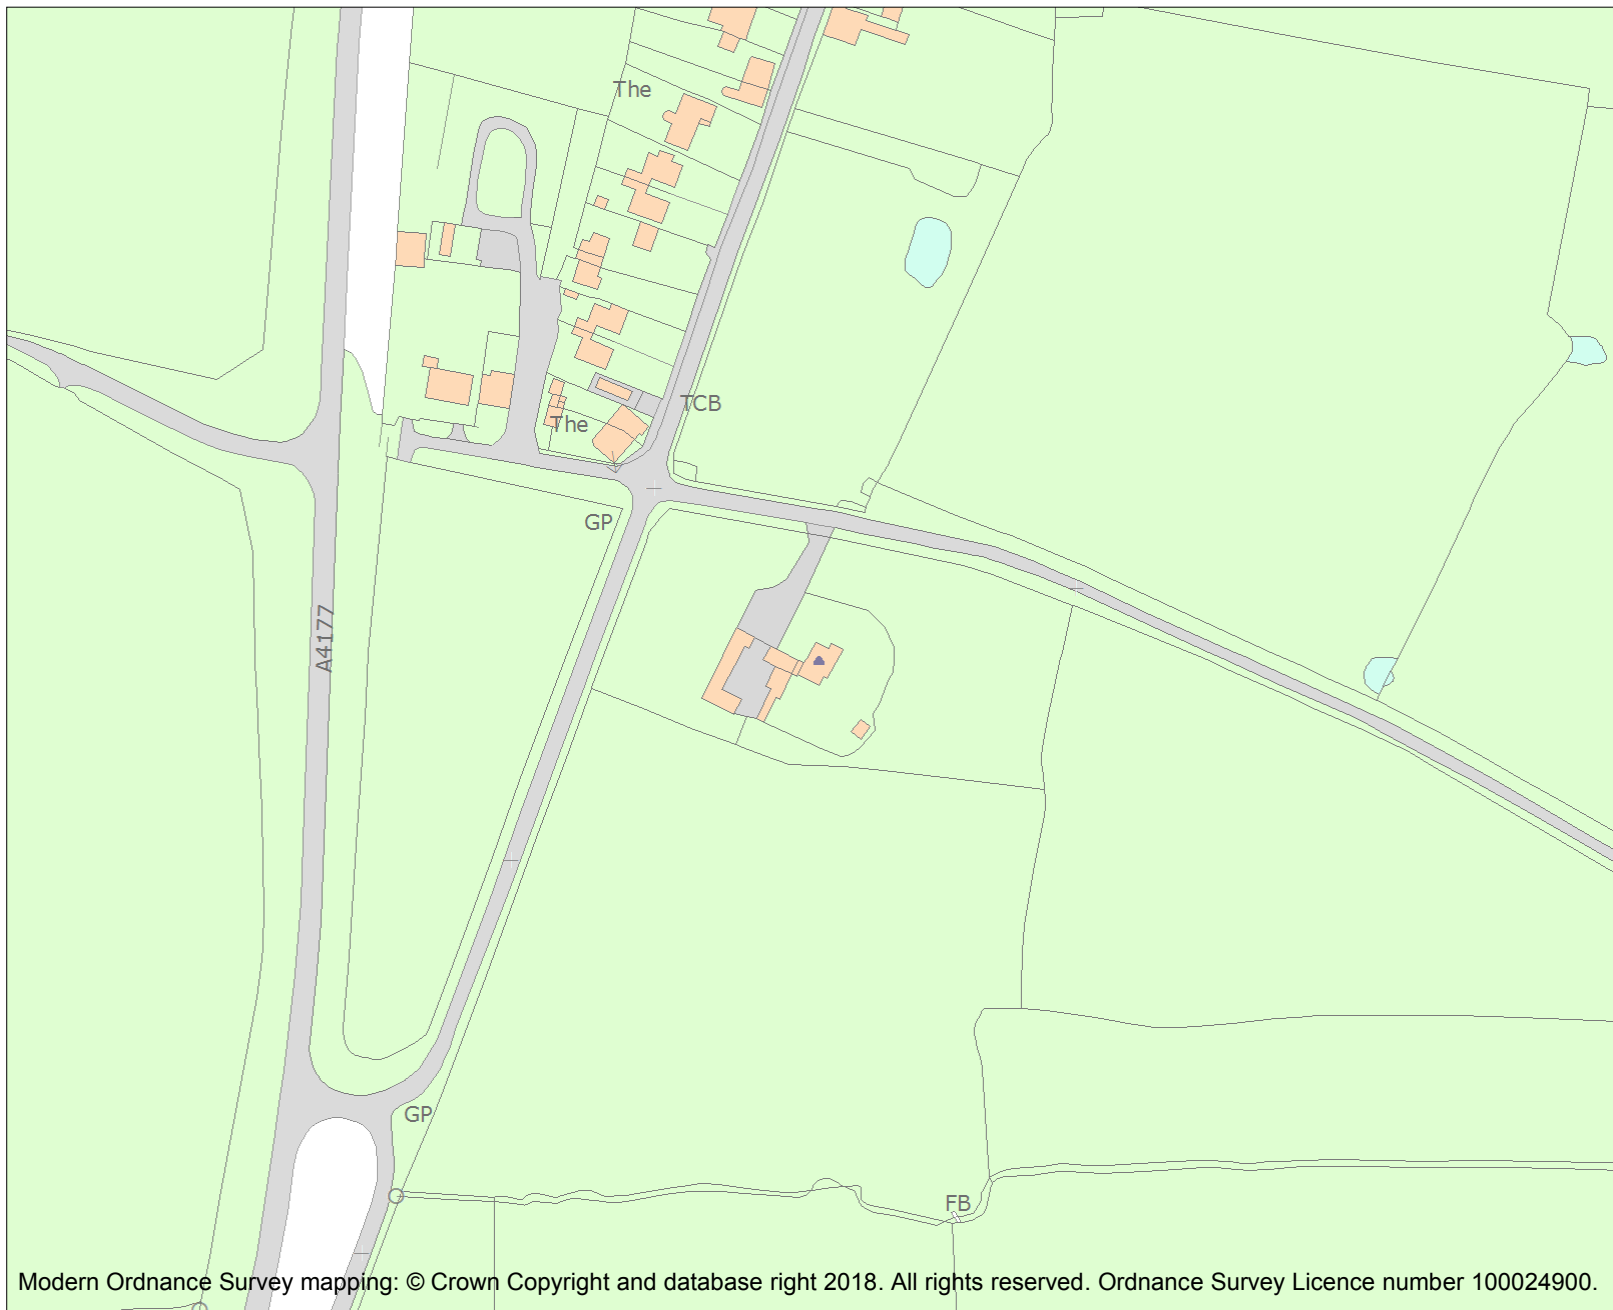 The
TCB
The
GP
A4177
GP
FB
Modern Ordnance Survey mapping: © Crown Copyright and database right 2018. All rights reserved. Ordnance Survey Licence number 100024900.